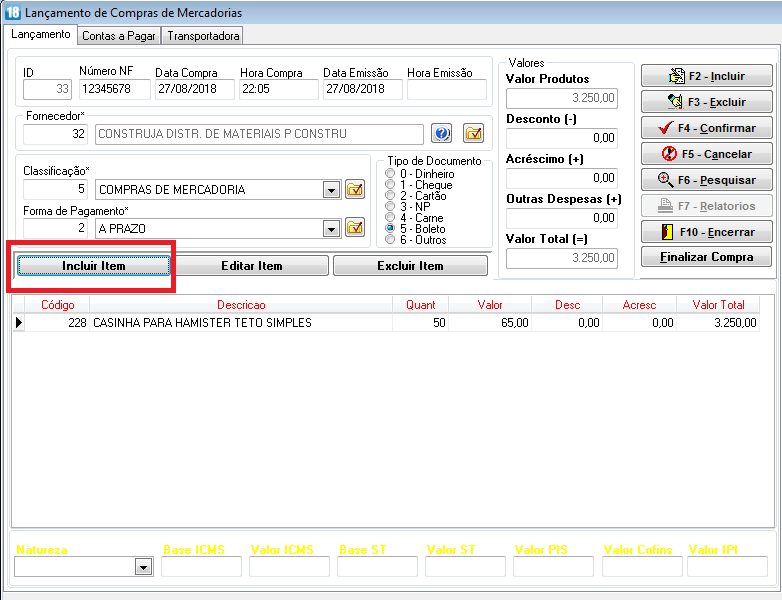 18 Lançamento de Compras de Mercadorias
Lançamento Contas a Pagar Transportadora
ID Número NF Data Compra Hora Compra Data Emissão Hora Emissão
33 12345678 27/08/2018 22:05 27/08/2018
Fornecedor*
32 CONSTRUJA DISTR. DE MATERIAIS P CONSTRU
Classificação*
5 COMPRAS DE MERCADORIA
Forma de Pagamento*
2 A PRAZO
Tipo de Documento
0 - Dinheiro
1 - Cheque
2 - Cartão
3 - NP
4 - Carne
5 - Boleto
6 - Outros
Valores
Valor Produtos
3.250,00
Desconto (-)
0,00
Acréscimo (+)
0,00
Outras Despesas (+)
0,00
Valor Total (=)
3.250,00
F2 - Incluir
F3 - Excluir
F4 - Confirmar
F5 - Cancelar
F6 - Pesquisar
F7 - Relatorios
F10 - Encerrar
Finalizar Compra
Incluir Item Editar Item Excluir Item
Código Descricao Quant Valor Desc Acresc Valor Total
228 CASINHA PARA HAMISTER TETO SIMPLES 50 65,00 0,00 0,00 3.250,00
Natureza Base ICMS Valor ICMS Base ST Valor ST Valor PIS Valor Cofins Valor IPI